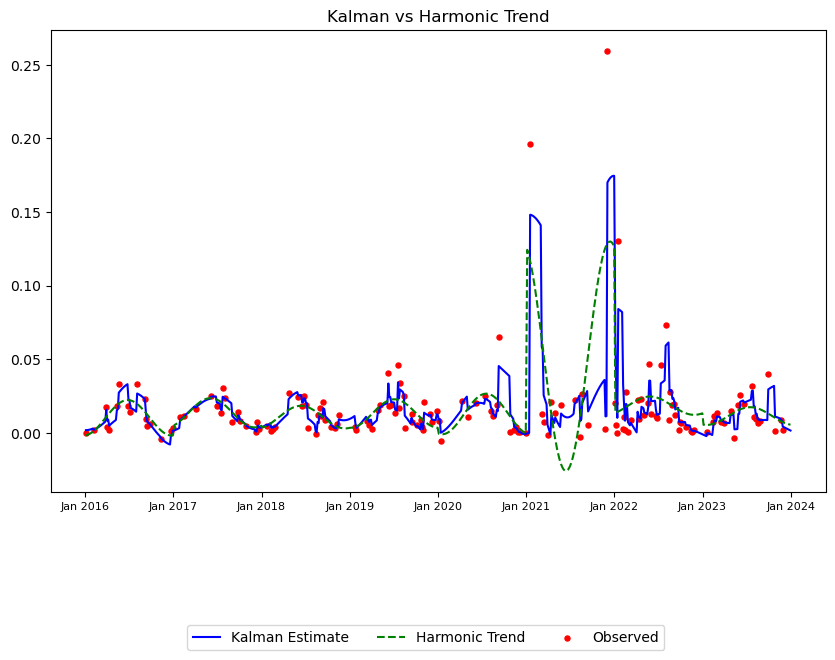 Kalman vs Harmonic Trend
0.25
0.20
0.15
0.10
0.05
0.00
Jan 2016 Jan 2017 Jan 2018 Jan 2019 Jan 2020 Jan 2021 Jan 2022 Jan 2023 Jan 2024
Kalman Estimate Harmonic Trend Observed